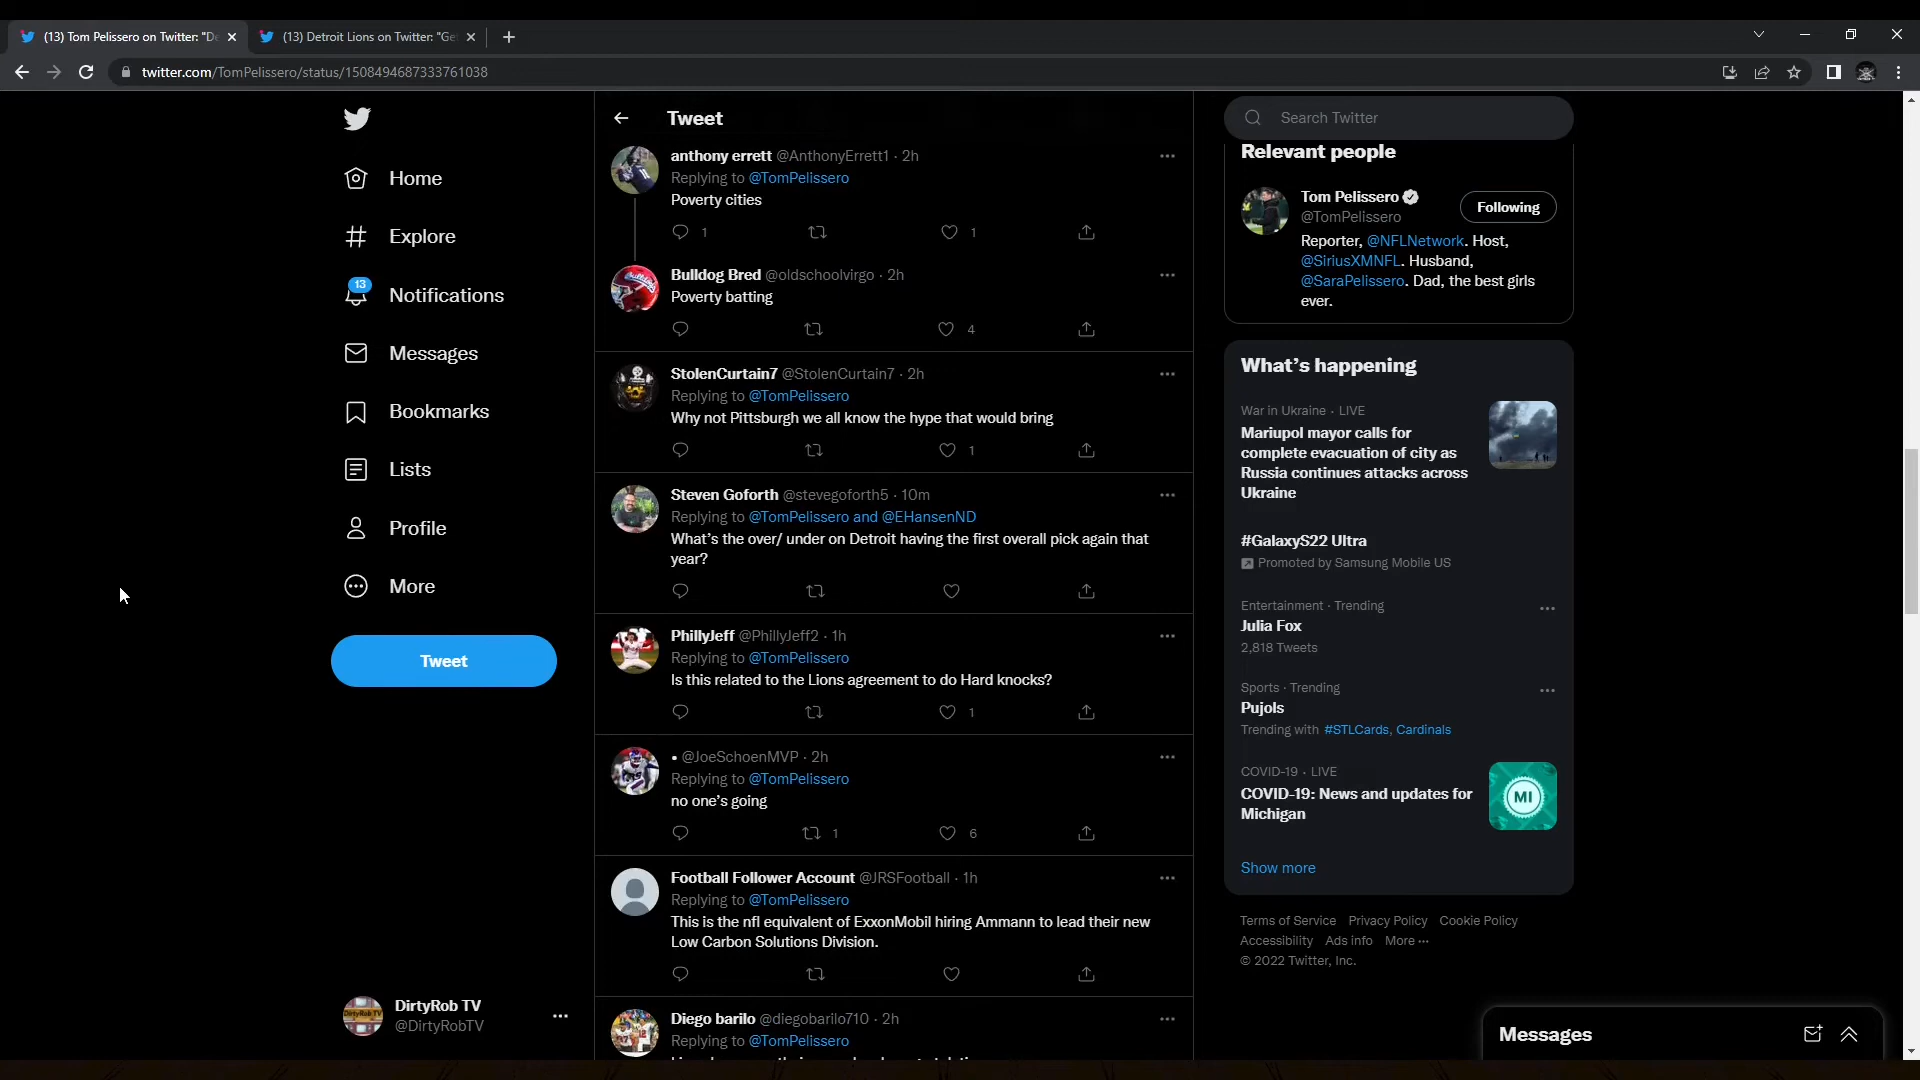 (13) Tom Pelissero on Twitter: "De
(13) Detroit Lions on Twitter: "Ge
twitter.com/TomPelissero/status/1508494687333761038
Home
Explore
13
Notifications
Messages
Bookmarks
Lists
Profile
More
Tweet
DirtyRob TV
@DirtyRobTV
Tweet
anthony errett @AnthonyErrett1 · 2h
Replying to @TomPelissero
Poverty cities
1
1
Bulldog Bred @oldschoolvirgo · 2h
Poverty batting
4
StolenCurtain7 @StolenCurtain7 · 2h
Replying to @TomPelissero
Why not Pittsburgh we all know the hype that would bring
1
Steven Goforth @stevegoforth5 · 10m
Replying to @TomPelissero and @EHansenND
What's the over/ under on Detroit having the first overall pick again that
year?
PhillyJeff @PhillyJeff2 · 1h
Replying to @TomPelissero
Is this related to the Lions agreement to do Hard knocks?
1
• @JoeSchoenMVP · 2h
Replying to @TomPelissero
no one's going
1
6
Football Follower Account @JRSFootball · 1h
Replying to @TomPelissero
This is the nfl equivalent of ExxonMobil hiring Ammann to lead their new
Low Carbon Solutions Division.
Diego barilo @diegobarilo710 · 2h
Replying to @TomPelissero
Search Twitter
Relevant people
Tom Pelissero
@TomPelissero
Following
Reporter, @NFLNetwork. Host,
@SiriusXMNFL. Husband,
@SaraPelissero. Dad, the best girls
ever.
What's happening
War in Ukraine · LIVE
Mariupol mayor calls for
complete evacuation of city as
Russia continues attacks across
Ukraine
#GalaxyS22 Ultra
Promoted by Samsung Mobile US
Entertainment · Trending
Julia Fox
2,818 Tweets
Sports · Trending
Pujols
Trending with #STLCards, Cardinals
COVID-19 · LIVE
COVID-19: News and updates for
Michigan
MI
Show more
Terms of Service Privacy Policy Cookie Policy
Accessibility Ads info More ···
© 2022 Twitter, Inc.
Messages